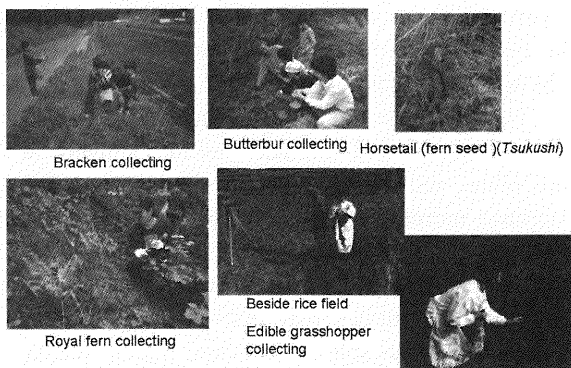 Bracken collecting
Butterbur collecting
Horsetail (fern seed )(Tsukushi)
Royal fern collecting
Beside rice field
Edible grasshopper
collecting